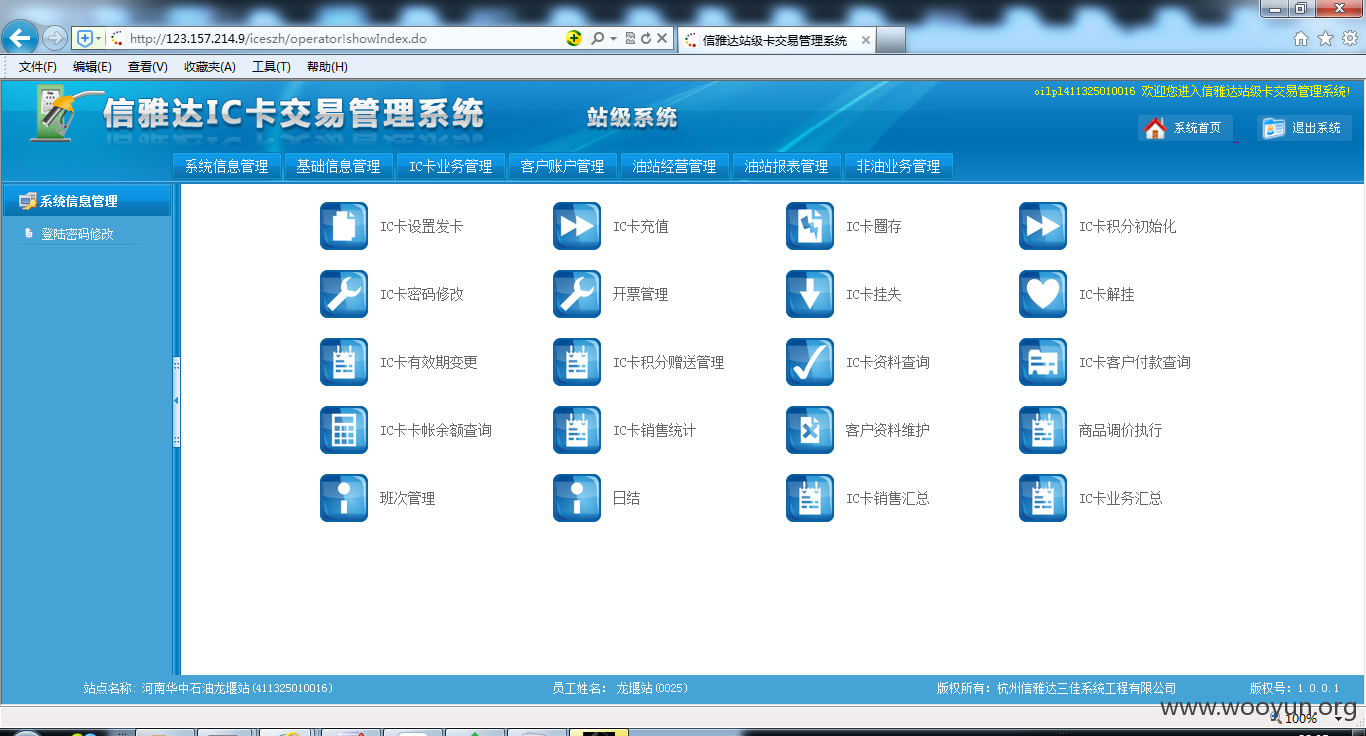 http://123.157.214.9/iceszh/operator!showIndex.do
信雅达站级卡交易管理系统
文件(F) 编辑(E) 查看(V) 收藏夹(A) 工具(T) 帮助(H)
信雅达IC卡交易管理系统 站级系统
oilpl411325010016 欢迎您进入信雅达站级卡交易管理系统!
系统首页 退出系统
系统信息管理 基础信息管理 IC卡业务管理 客户账户管理 油站经营管理 油站报表管理 非油业务管理
系统信息管理
登陆密码修改
IC卡设置发卡 IC卡充值 IC卡圈存 IC卡积分初始化
IC卡密码修改 开票管理 IC卡挂失 IC卡解挂
IC卡有效期变更 IC卡积分赠送管理 IC卡资料查询 IC卡客户付款查询
IC卡卡帐余额查询 IC卡销售统计 客户资料维护 商品调价执行
班次管理 日结 IC卡销售汇总 IC卡业务汇总
站点名称: 河南华中石油龙堰站(411325010016) 员工姓名: 龙堰站(0025) 版权所有: 杭州信雅达三佳系统工程有限公司 版权号: 1.0.0.1
www.wooyun.org
100%